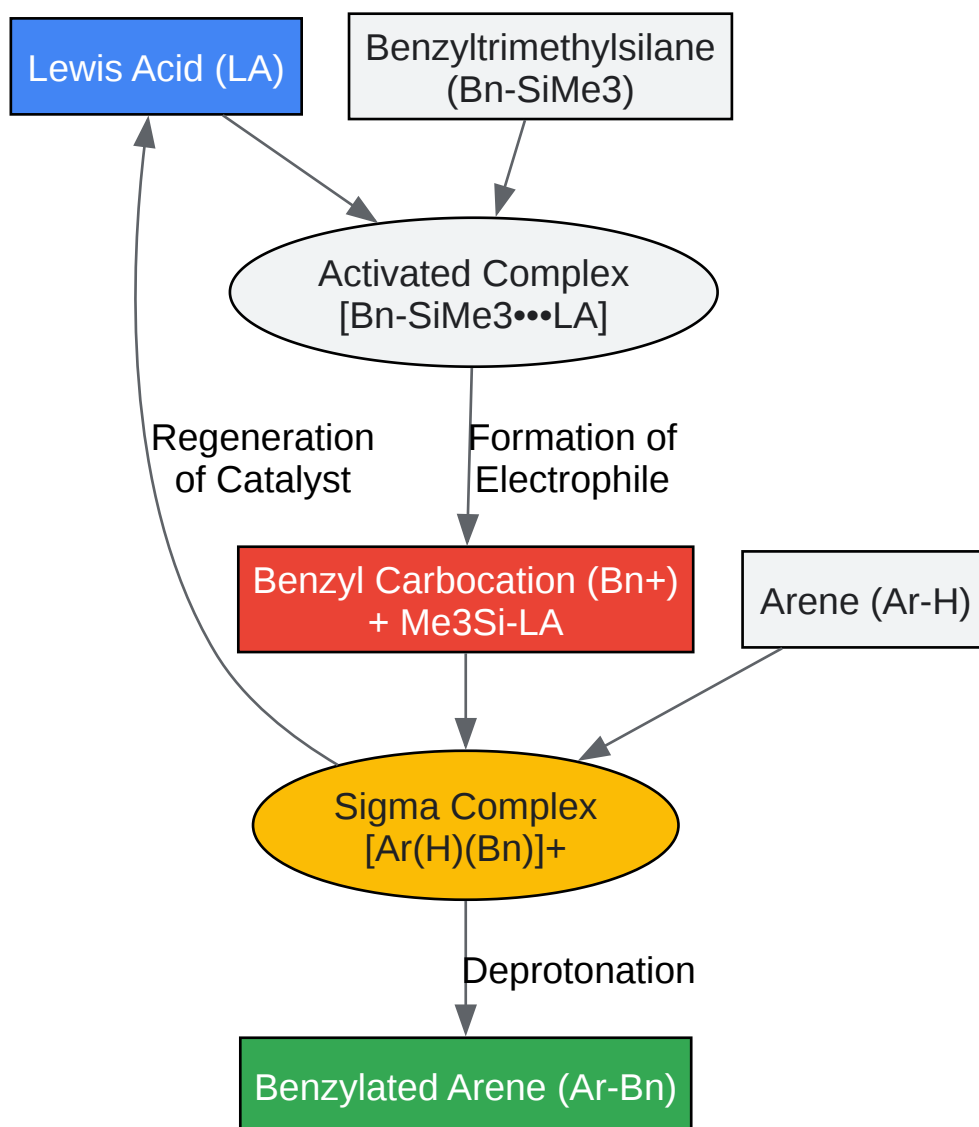 Lewis Acid (LA)
Benzyltrimethylsilane
(Bn-SiMe3)
Activated Complex
[Bn-SiMe3•••LA]
Regeneration
of Catalyst
Formation of
Electrophile
Benzyl Carbocation (Bn+)
+ Me3Si-LA
Arene (Ar-H)
Sigma Complex
[Ar(H)(Bn)]+
Deprotonation
Benzylated Arene (Ar-Bn)